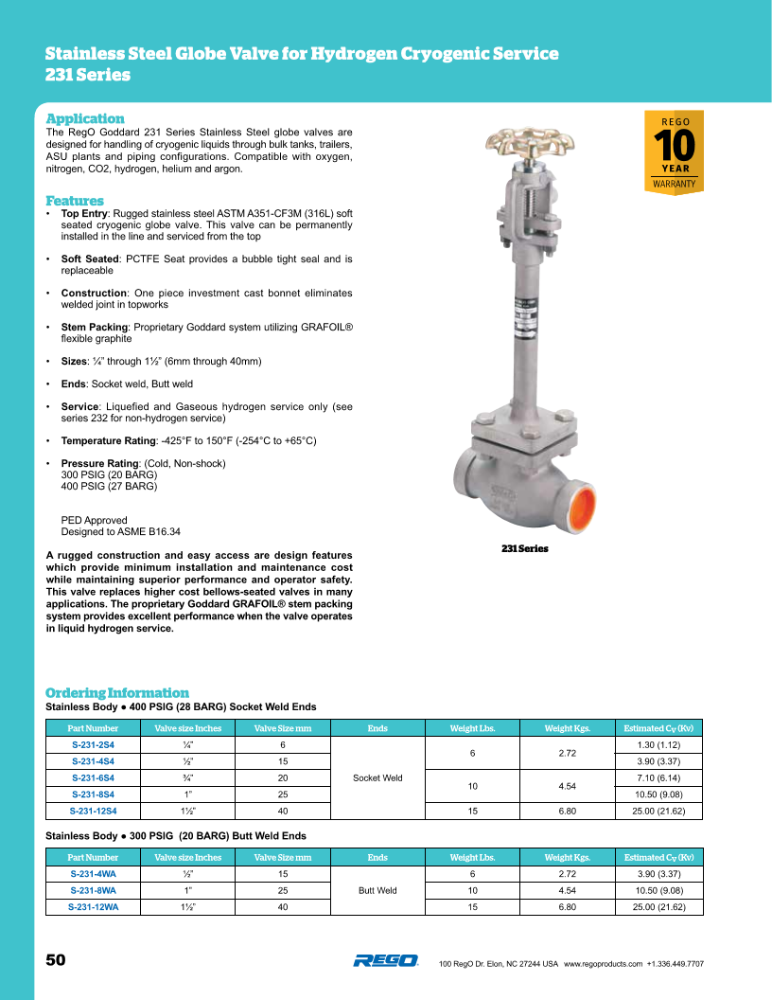 Stainless Steel Globe Valve for Hydrogen Cryogenic Service
231 Series
Application
The RegO Goddard 231 Series Stainless Steel globe valves are
designed for handling of cryogenic liquids through bulk tanks, trailers,
ASU plants and piping configurations. Compatible with oxygen,
nitrogen, CO2, hydrogen, helium and argon.
Features
• Top Entry: Rugged stainless steel ASTM A351-CF3M (316L) soft
seated cryogenic globe valve. This valve can be permanently
installed in the line and serviced from the top
• Soft Seated: PCTFE Seat provides a bubble tight seal and is
replaceable
• Construction: One piece investment cast bonnet eliminates
welded joint in topworks
• Stem Packing: Proprietary Goddard system utilizing GRAFOIL®
flexible graphite
• Sizes: ¼” through 1½” (6mm through 40mm)
• Ends: Socket weld, Butt weld
• Service: Liquefied and Gaseous hydrogen service only (see
series 232 for non-hydrogen service)
• Temperature Rating: -425°F to 150°F (-254°C to +65°C)
• Pressure Rating: (Cold, Non-shock)
300 PSIG (20 BARG)
400 PSIG (27 BARG)
PED Approved
Designed to ASME B16.34
A rugged construction and easy access are design features
which provide minimum installation and maintenance cost
while maintaining superior performance and operator safety.
This valve replaces higher cost bellows-seated valves in many
applications. The proprietary Goddard GRAFOIL® stem packing
system provides excellent performance when the valve operates
in liquid hydrogen service.
REGO
10
YEAR
WARRANTY
231 Series
Ordering Information
Stainless Body ● 400 PSIG (28 BARG) Socket Weld Ends
Part Number Valve size Inches Valve Size mm Ends Weight Lbs. Weight Kgs. Estimated CV (Kv)
S-231-2S4 ¼” 6 Socket Weld 6 2.72 1.30 (1.12)
S-231-4S4 ½” 15 3.90 (3.37)
S-231-6S4 ¾” 20 10 4.54 7.10 (6.14)
S-231-8S4 1” 25 10.50 (9.08)
S-231-12S4 1½” 40 15 6.80 25.00 (21.62)
Stainless Body ● 300 PSIG (20 BARG) Butt Weld Ends
Part Number Valve size Inches Valve Size mm Ends Weight Lbs. Weight Kgs. Estimated CV (Kv)
S-231-4WA ½” 15 Butt Weld 6 2.72 3.90 (3.37)
S-231-8WA 1” 25 10 4.54 10.50 (9.08)
S-231-12WA 1½” 40 15 6.80 25.00 (21.62)
50
REGO
100 RegO Dr. Elon, NC 27244 USA www.regoproducts.com +1.336.449.7707